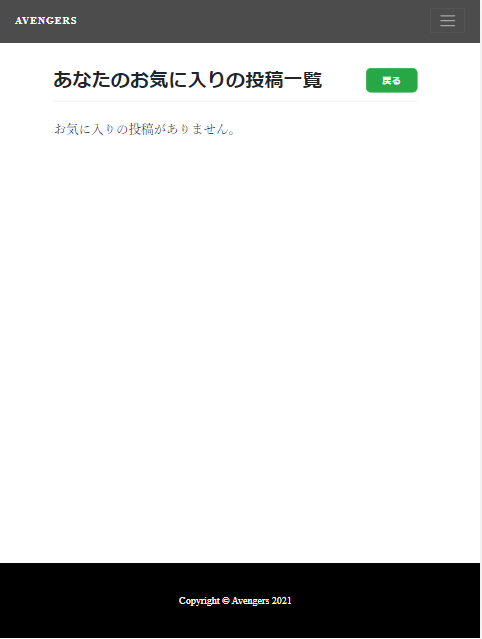 AVENGERS
あなたのお気に入りの投稿一覧
戻る
お気に入りの投稿がありません。
Copyright © Avengers 2021